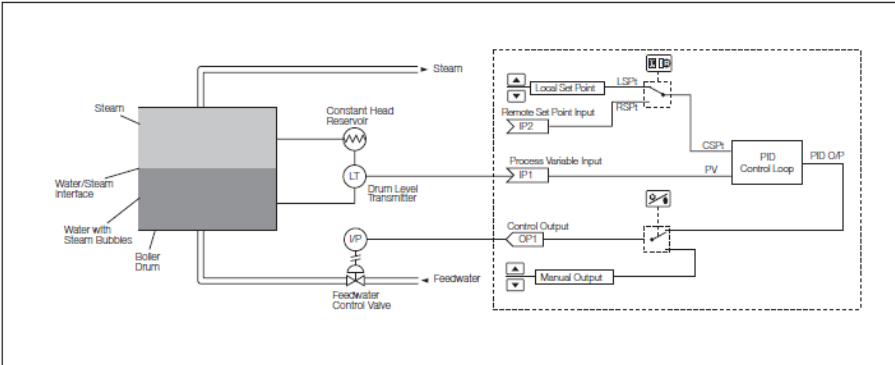 Steam
Steam
Constant Head
Reservoir
LT
Drum Level
Transmitter
Water/Steam
Interface
Water with
Steam Bubbles
Boiler
Drum
I/P
Feedwater
Feedwater
Control Valve
Local Set Point
LSPt
RSPt
Remote Set Point Input
IP2
CSPt
Process Variable Input
IP1
PV
PID
Control Loop
PID O/P
Control Output
OP1
Manual Output